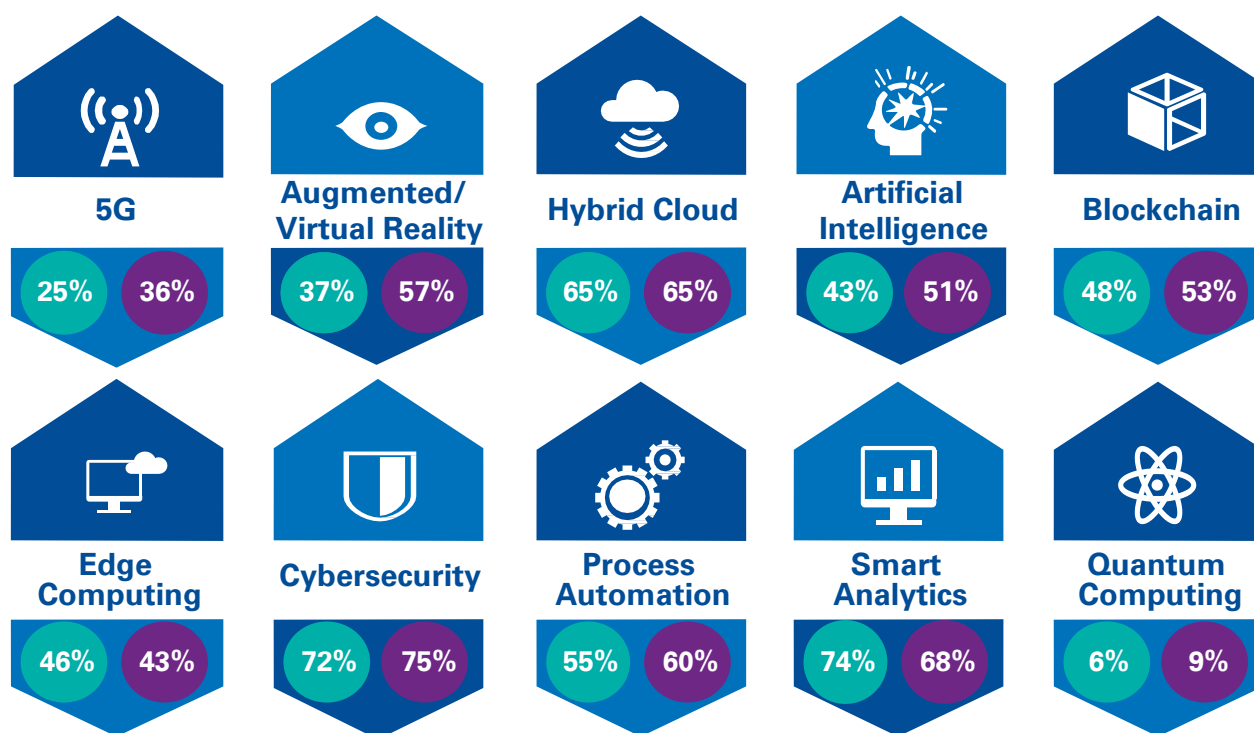 5G
25% 36%
Augmented/
Virtual Reality
37% 57%
Hybrid Cloud
65% 65%
Artificial
Intelligence
43% 51%
Blockchain
48% 53%
Edge
Computing
46% 43%
Cybersecurity
72% 75%
Process
Automation
55% 60%
Smart
Analytics
74% 68%
Quantum
Computing
6% 9%